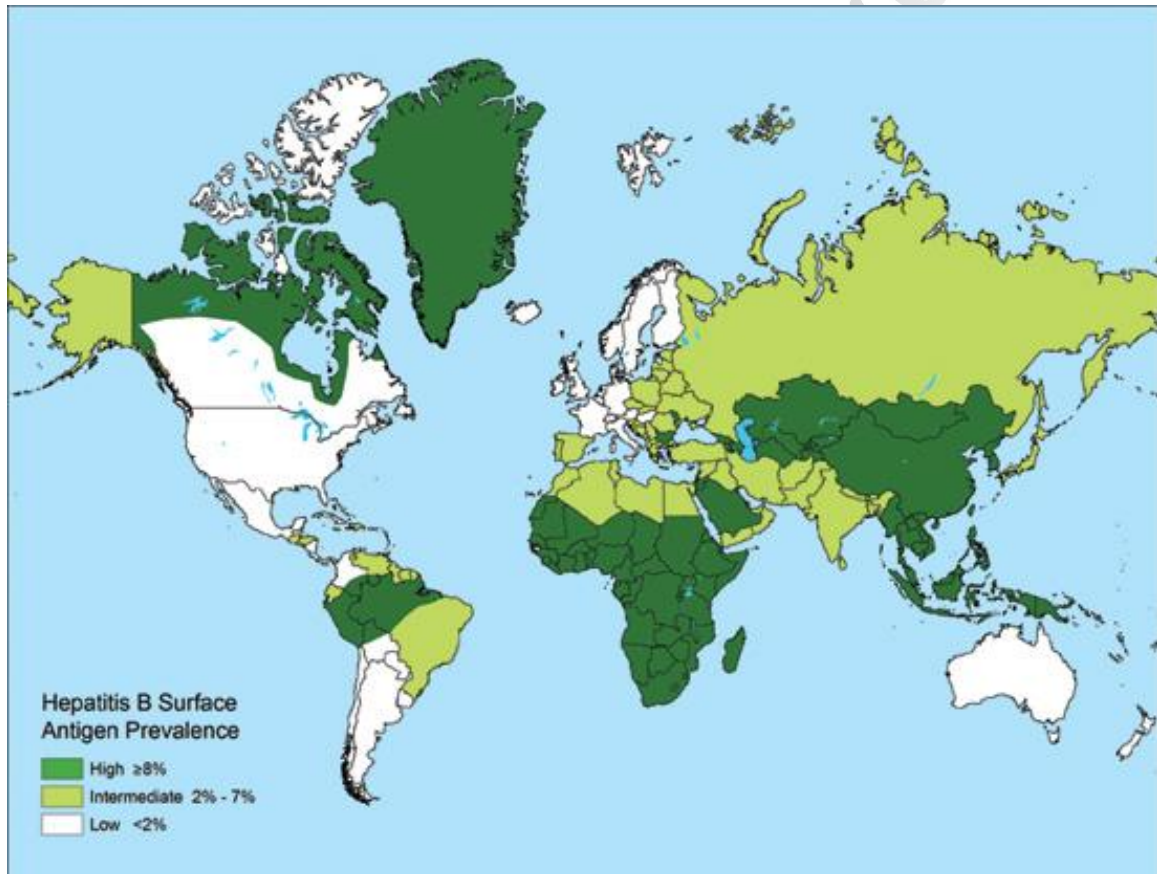 Hepatitis B Surface
Antigen Prevalence
High ≥8%
Intermediate 2% - 7%
Low <2%